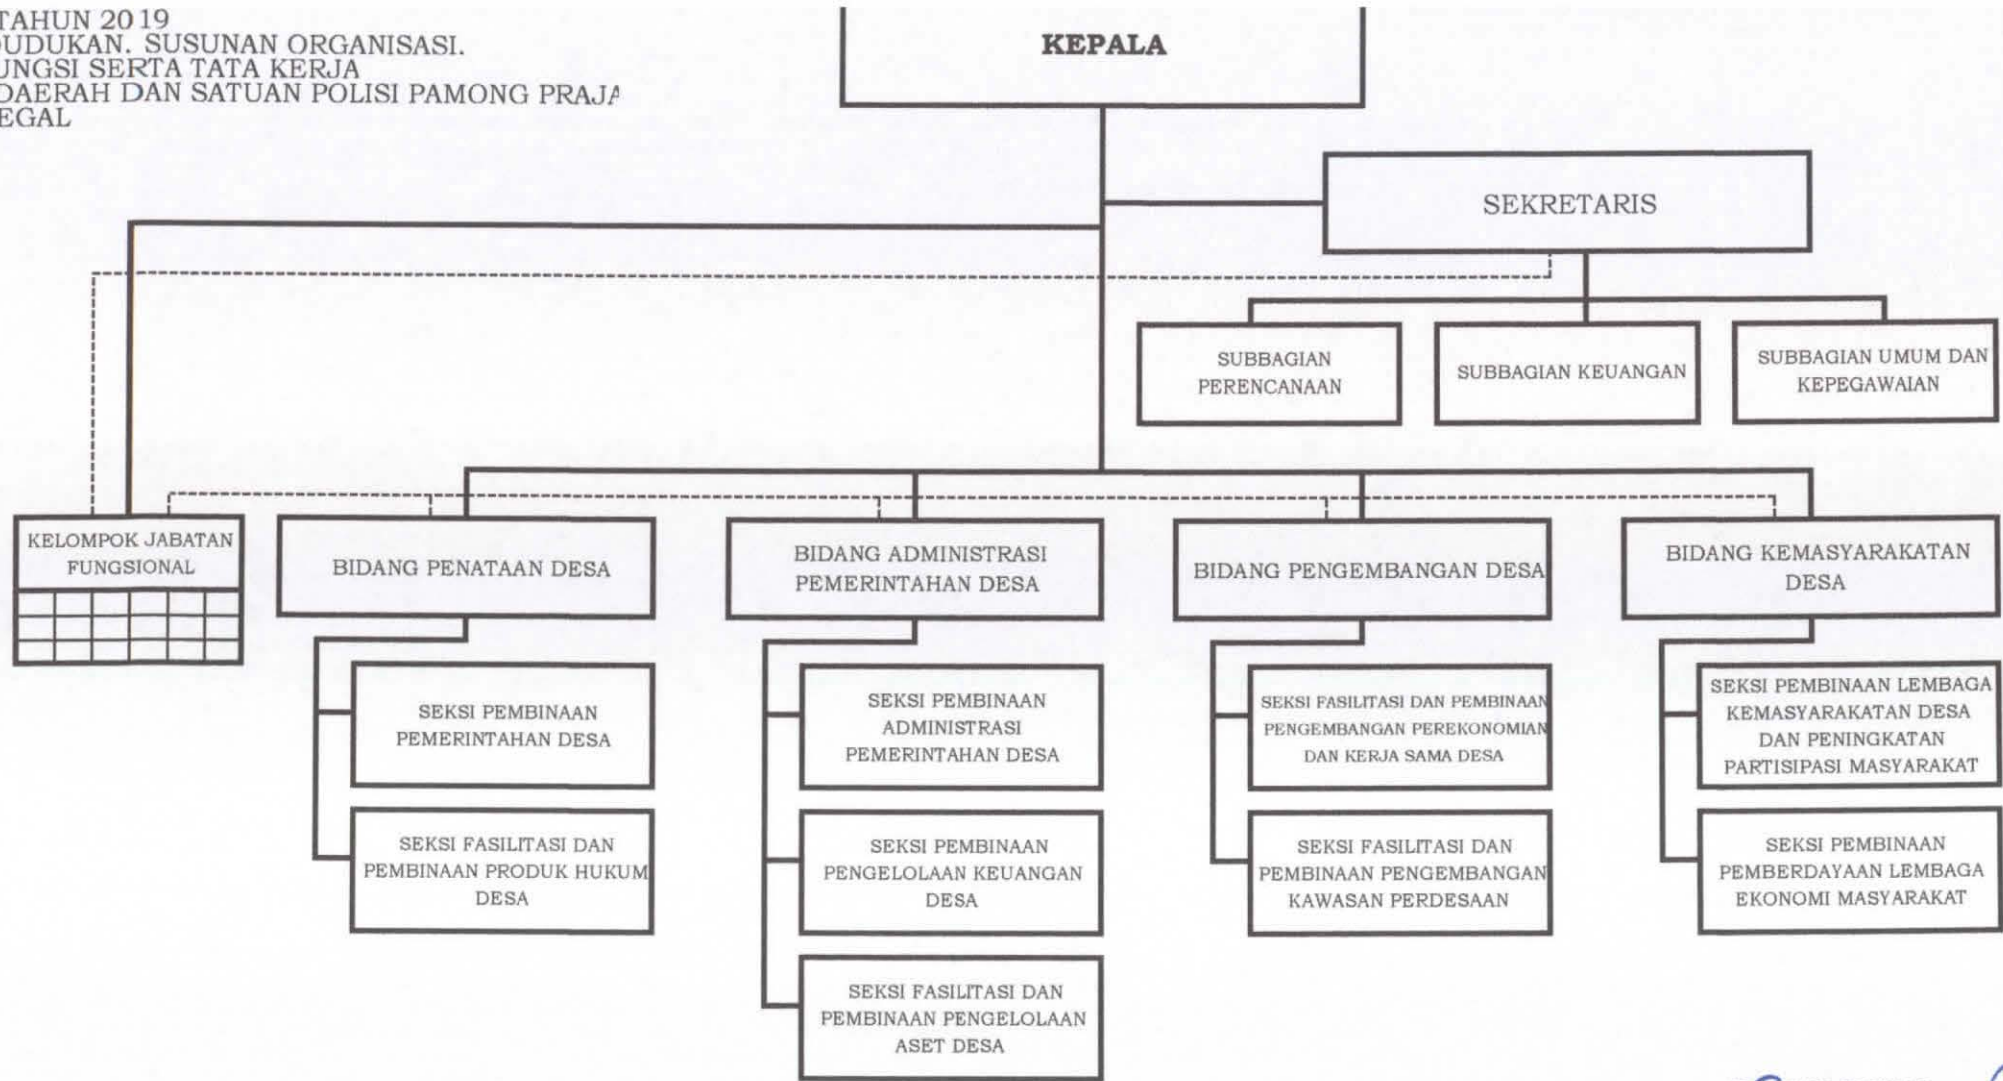 TAHUN 2019
DUDUKAN. SUSUNAN ORGANISASI.
UNGSI SERTA TATA KERJA
DAERAH DAN SATUAN POLISI PAMONG PRAJA
EGAL
KEPALA
SEKRETARIS
SUBBAGIAN
PERENCANAAN
SUBBAGIAN KEUANGAN
SUBBAGIAN UMUM DAN
KEPEGAWAIAN
KELOMPOK JABATAN
FUNGSIONAL
BIDANG PENATAAN DESA
BIDANG ADMINISTRASI
PEMERINTAHAN DESA
BIDANG PENGEMBANGAN DESA
BIDANG KEMASYARAKATAN
DESA
SEKSI PEMBINAAN
PEMERINTAHAN DESA
SEKSI FASILITASI DAN
PEMBINAAN PRODUK HUKUM
DESA
SEKSI PEMBINAAN
ADMINISTRASI
PEMERINTAHAN DESA
SEKSI PEMBINAAN
PENGELOLAAN KEUANGAN
DESA
SEKSI FASILITASI DAN
PEMBINAAN PENGELOLAAN
ASET DESA
SEKSI FASILITASI DAN PEMBINAAN
PENGEMBANGAN PEREKONOMIAN
DAN KERJA SAMA DESA
SEKSI FASILITASI DAN
PEMBINAAN PENGEMBANGAN
KAWASAN PERDESAAN
SEKSI PEMBINAAN LEMBAGA
KEMASYARAKATAN DESA
DAN PENINGKATAN
PARTISIPASI MASYARAKAT
SEKSI PEMBINAAN
PEMBERDAYAAN LEMBAGA
EKONOMI MASYARAKAT